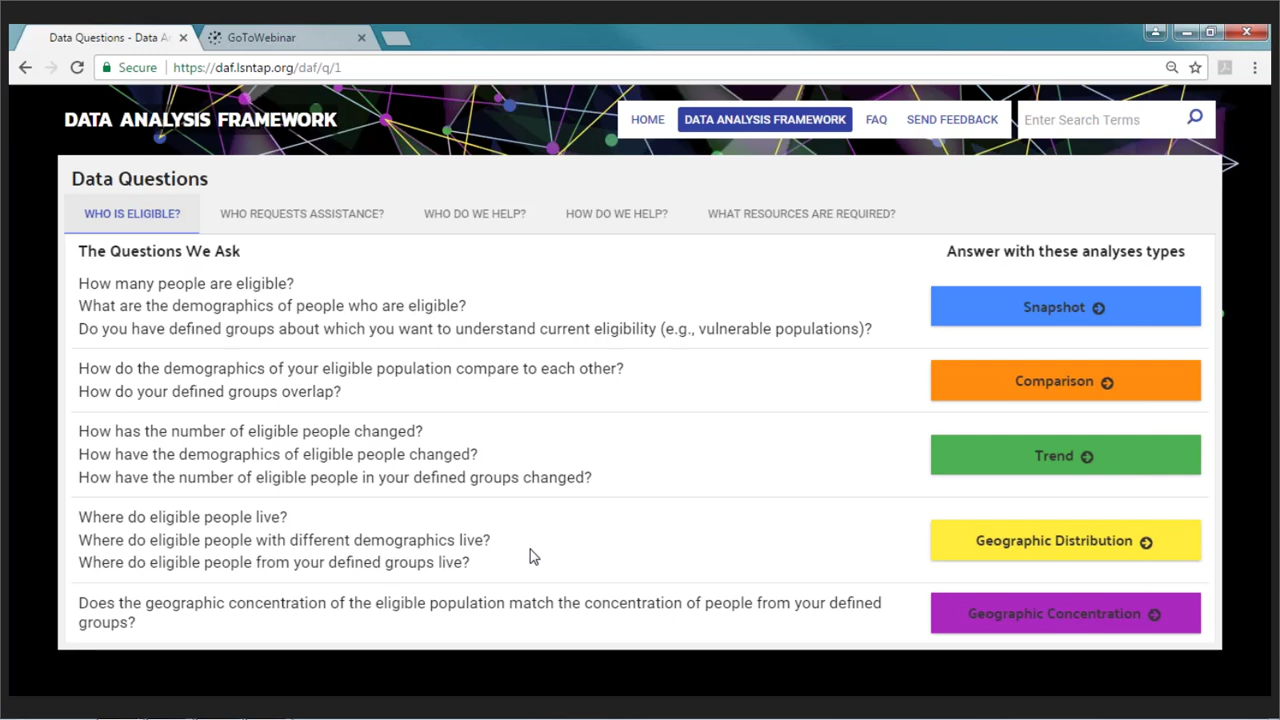 Data Questions - Data A
GoToWebinar
Secure
https://daf.lsntap.org/daf/q/1
DATA ANALYSIS FRAMEWORK
HOME
DATA ANALYSIS FRAMEWORK
FAQ
SEND FEEDBACK
Enter Search Terms
Data Questions
WHO IS ELIGIBLE?
WHO REQUESTS ASSISTANCE?
WHO DO WE HELP?
HOW DO WE HELP?
WHAT RESOURCES ARE REQUIRED?
The Questions We Ask
Answer with these analyses types
How many people are eligible?
What are the demographics of people who are eligible?
Do you have defined groups about which you want to understand current eligibility (e.g., vulnerable populations)?
Snapshot
How do the demographics of your eligible population compare to each other?
How do your defined groups overlap?
Comparison
How has the number of eligible people changed?
How have the demographics of eligible people changed?
How have the number of eligible people in your defined groups changed?
Trend
Where do eligible people live?
Where do eligible people with different demographics live?
Where do eligible people from your defined groups live?
Geographic Distribution
Does the geographic concentration of the eligible population match the concentration of people from your defined
groups?
Geographic Concentration